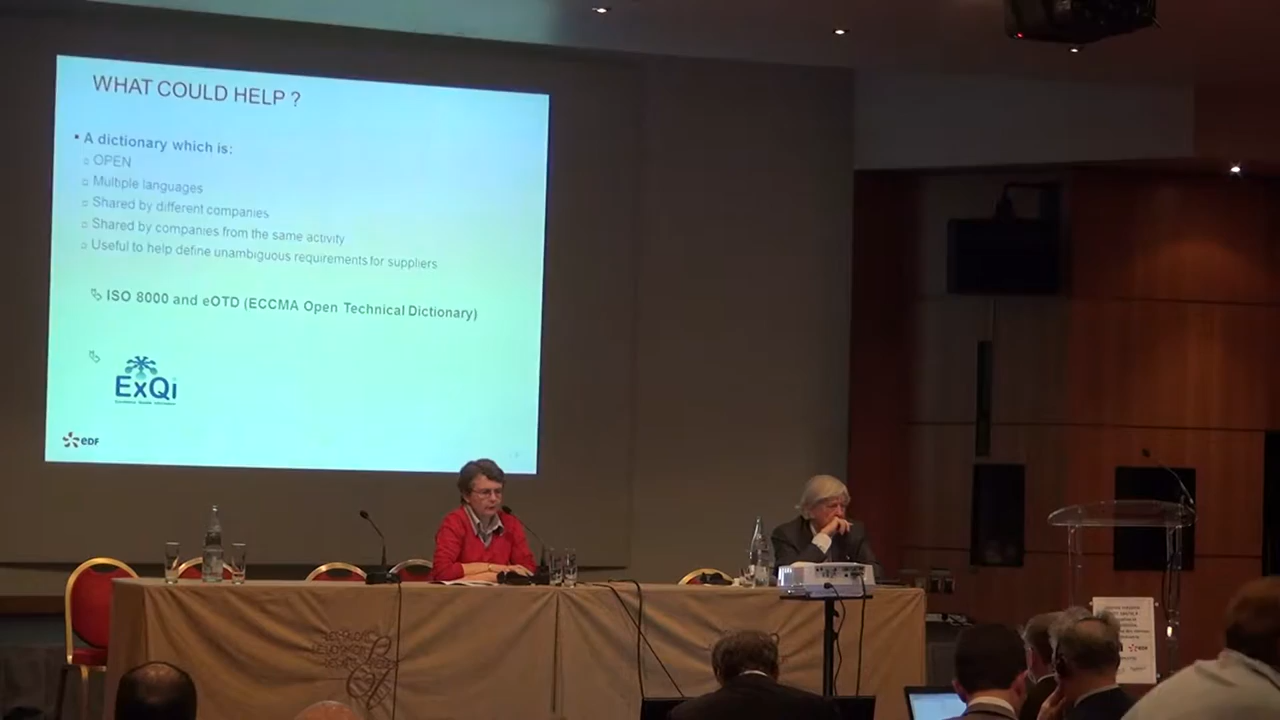 WHAT COULD HELP ?
▪ A dictionary which is:
OPEN
Multiple languages
Shared by different companies
Shared by companies from the same activity
Useful to help define unambiguous requirements for suppliers
ISO 8000 and eOTD (ECCMA Open Technical Dictionary)
ExQi
eDF
eDF